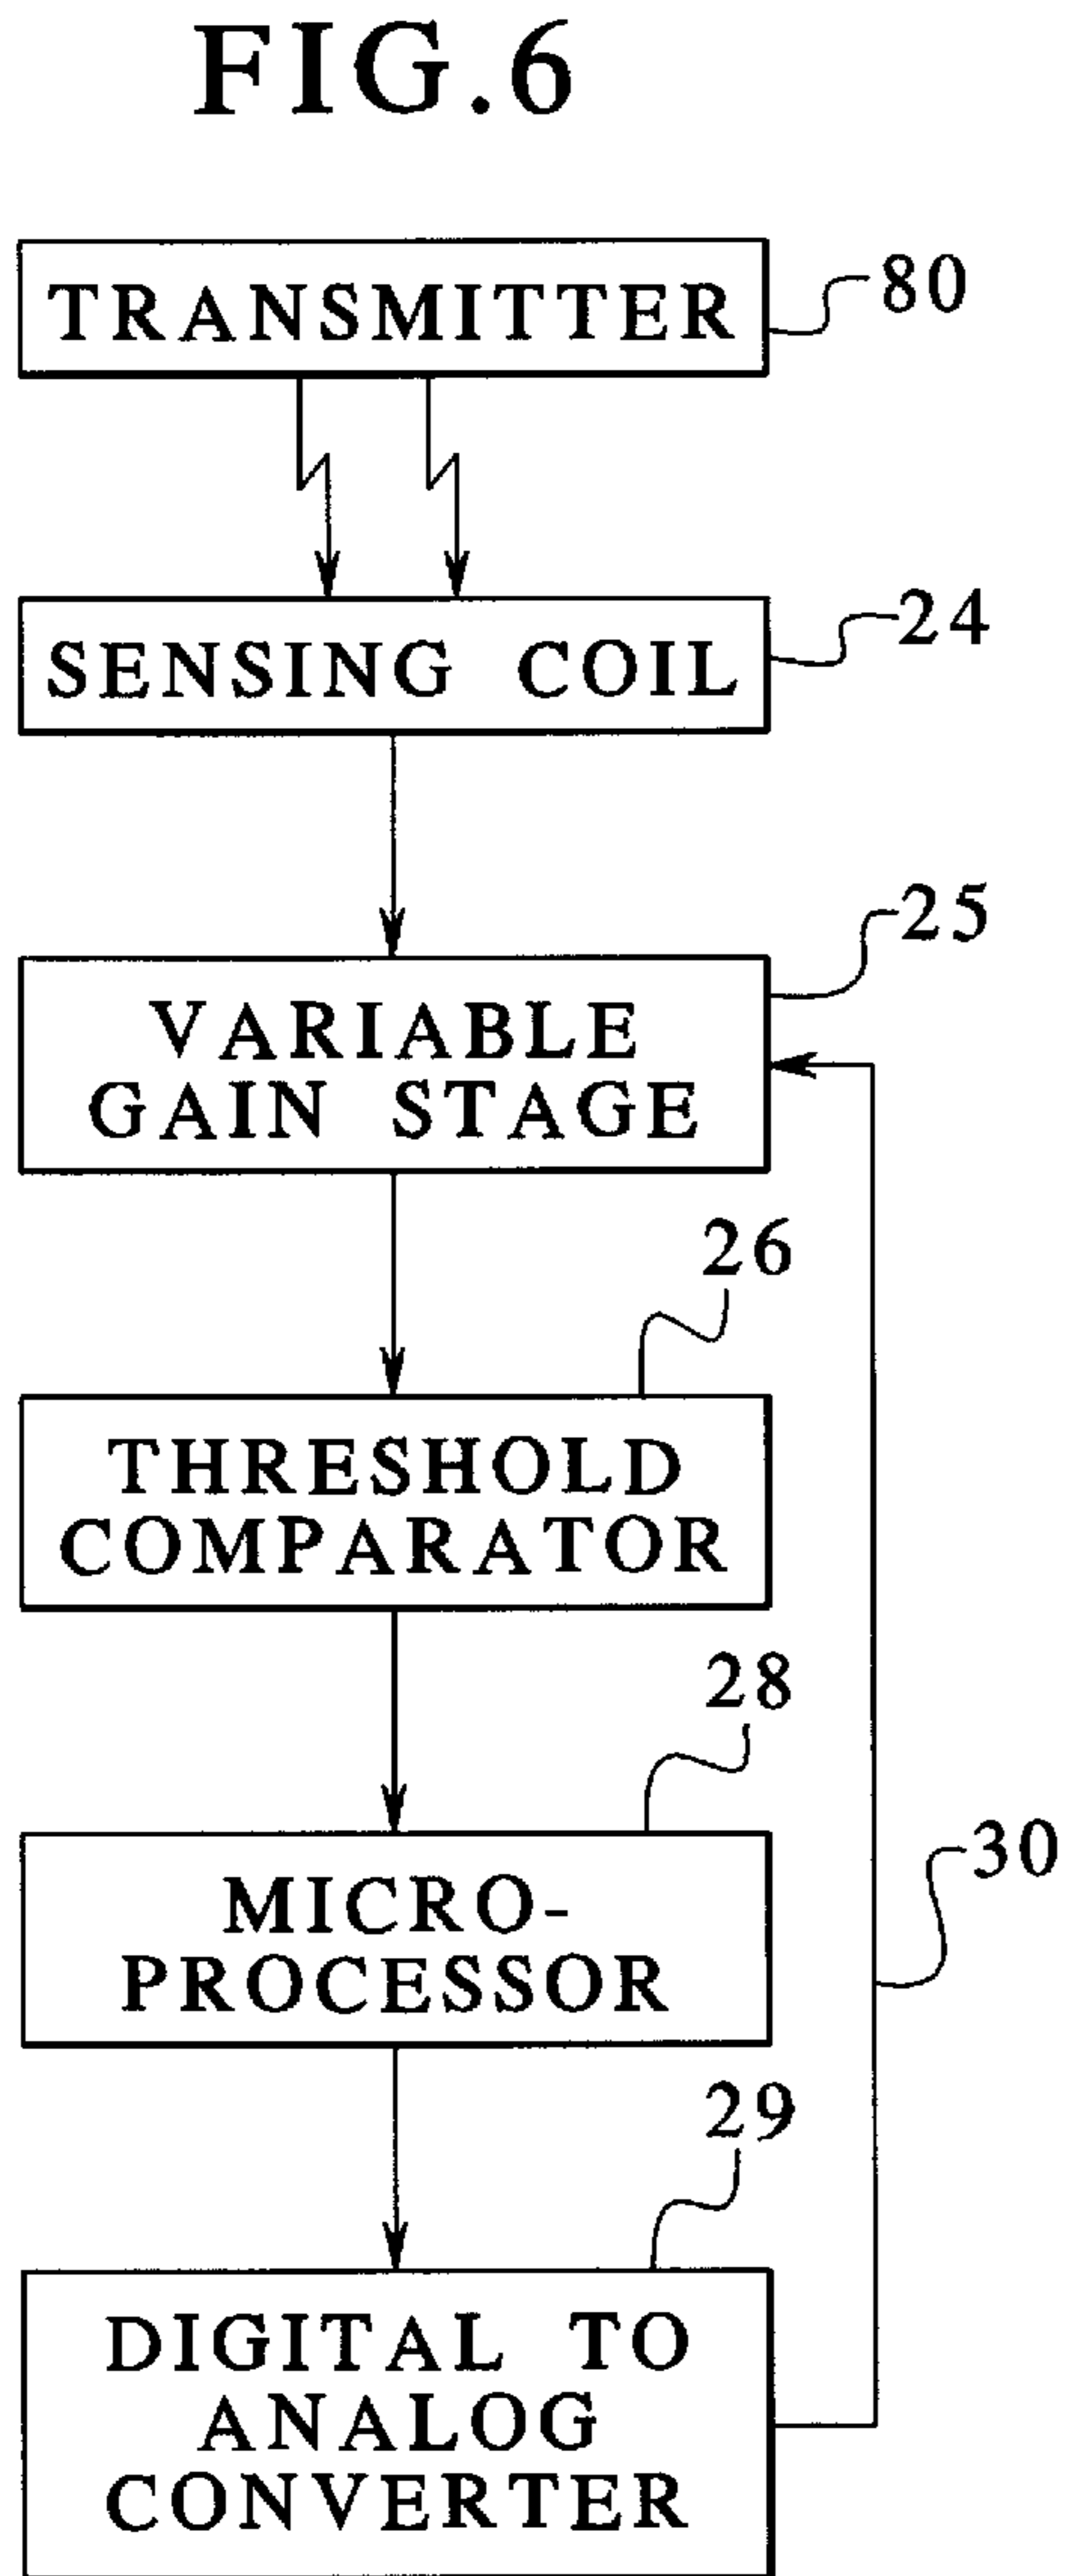 FIG.6
TRANSMITTER
80
SENSING COIL
24
25
VARIABLE
GAIN STAGE
26
THRESHOLD
COMPARATOR
28
MICRO-
PROCESSOR
30
29
DIGITAL TO
ANALOG
CONVERTER